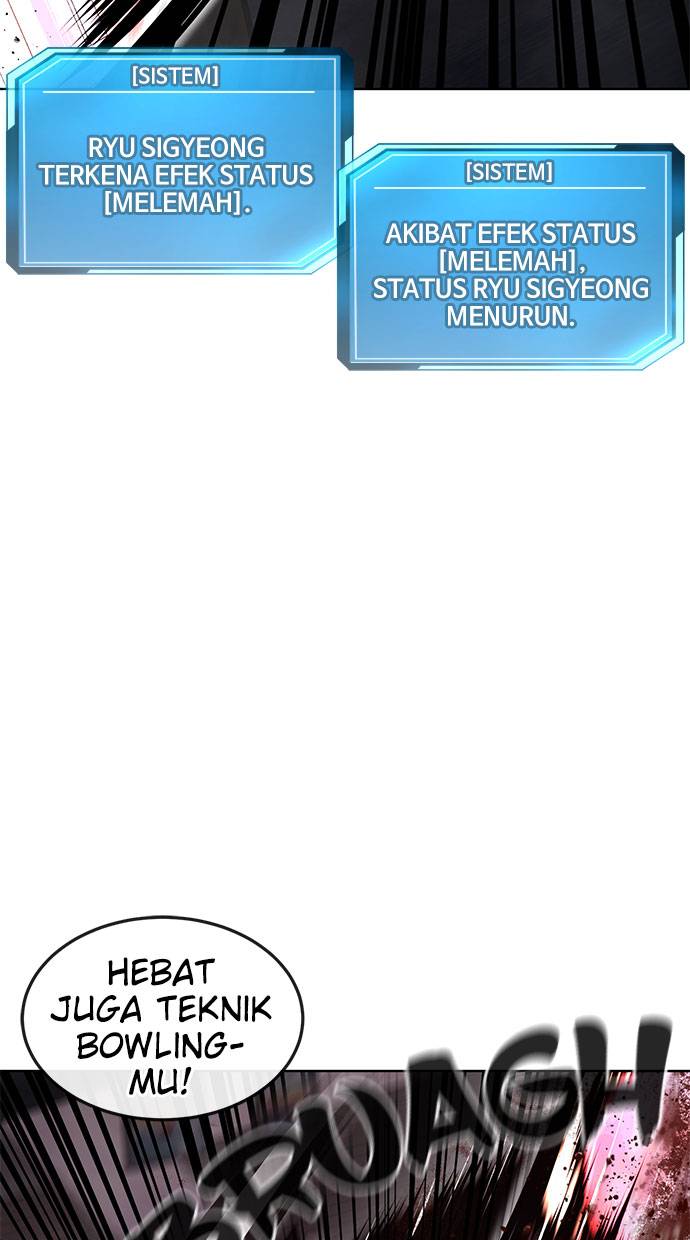 [SISTEM]
RYU SIGYEONG
TERKENA EFEK STATUS
[MELEMAH].
[SISTEM]
AKIBAT EFEK STATUS
[MELEMAH],
STATUS RYU SIGYEONG
MENURUN.
HEBAT
JUGA TEKNIK
BOWLING-
MU!
BRUAGH